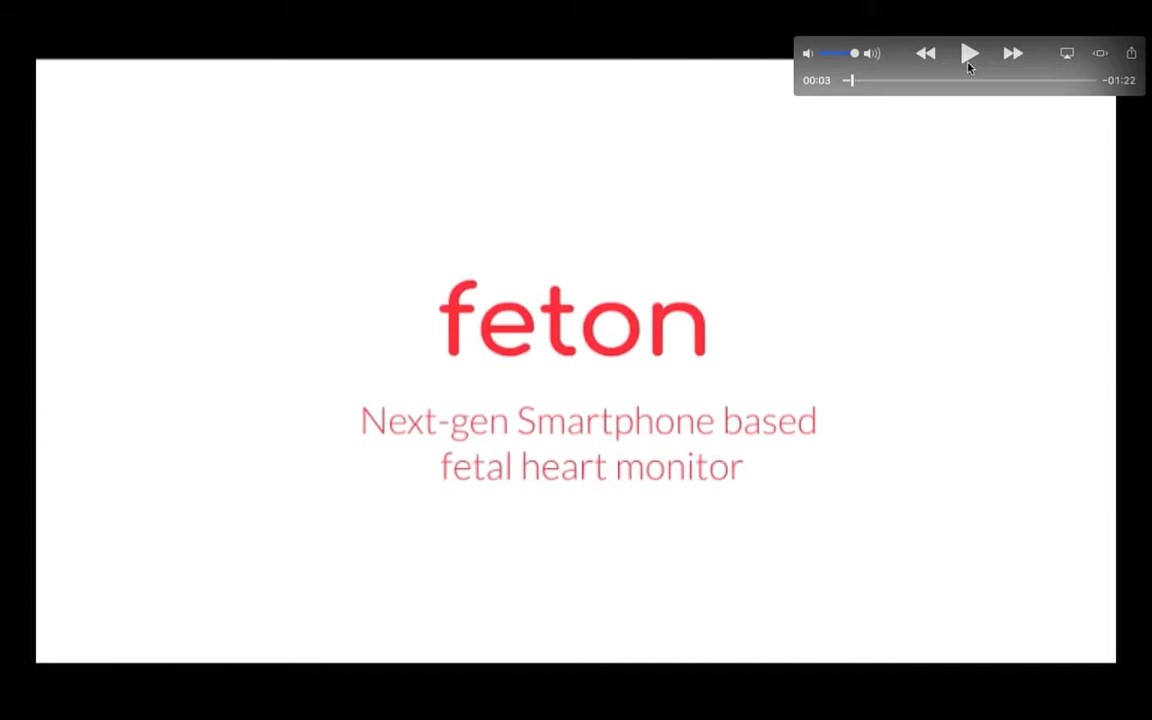 00:03
-01:22
feton
Next-gen Smartphone based
fetal heart monitor